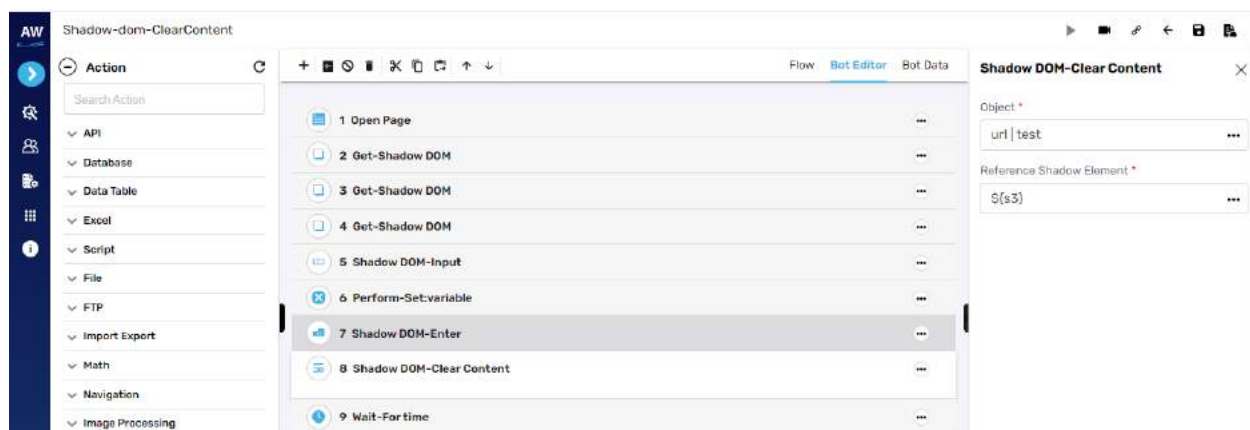 AW
Shadow-dom-ClearContent
Action
Search Action
API
Database
Data Table
Excel
Script
File
FTP
Import Export
Math
Navigation
Image Processing
Flow Bot Editor Bot Data
1 Open Page
2 Get-Shadow DOM
3 Get-Shadow DOM
4 Get-Shadow DOM
5 Shadow DOM-Input
6 Perform-Set:variable
7 Shadow DOM-Enter
8 Shadow DOM-Clear Content
9 Wait-For time
Shadow DOM-Clear Content
Object *
url|test
Reference Shadow Element *
${s3}